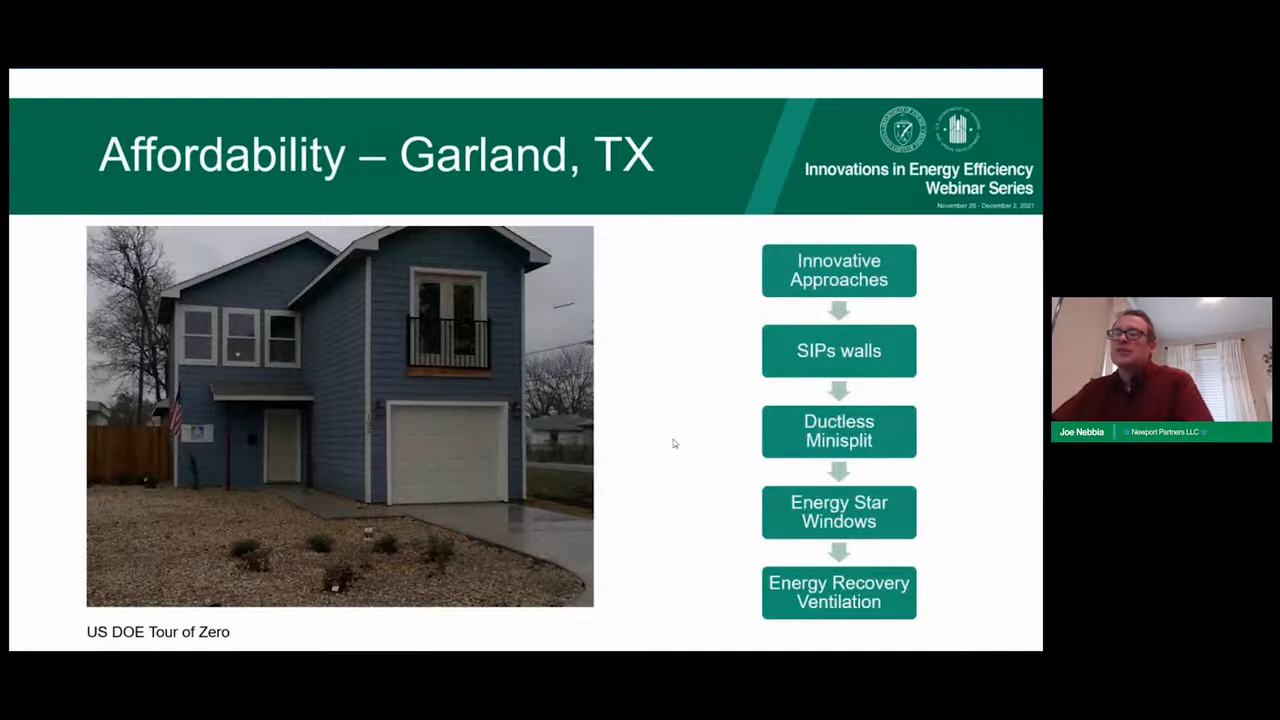 Affordability – Garland, TX
Innovations in Energy Efficiency
Webinar Series
November 29 - December 2, 2021
Innovative
Approaches
SIPs walls
Ductless
Minisplit
Energy Star
Windows
Energy Recovery
Ventilation
US DOE Tour of Zero
Joe Nebbia
Newport Partners LLC